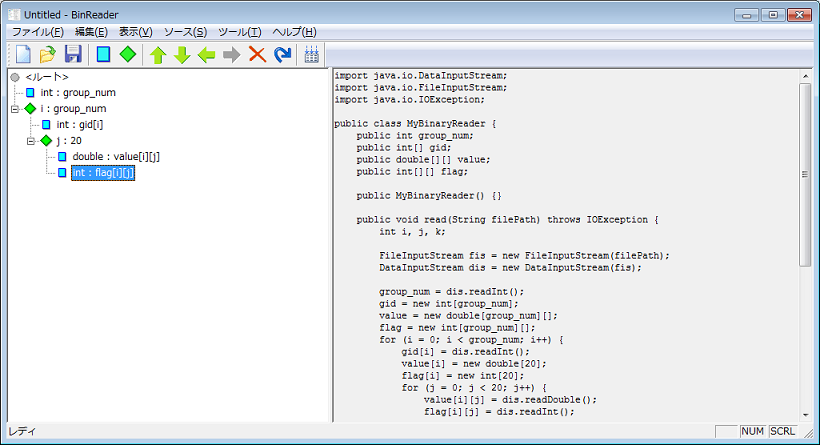 Untitled - BinReader
ファイル(F) 編集(E) 表示(V) ソース(S) ツール(T) ヘルプ(H)
<ルート>
int : group_num
i : group_num
int : gid[i]
j : 20
double : value[i][j]
int : flag[i][j]
import java.io.DataInputStream;
import java.io.FileInputStream;
import java.io.IOException;
public class MyBinaryReader {
public int group_num;
public int[] gid;
public double[][] value;
public int[][] flag;
public MyBinaryReader() {}
public void read(String filePath) throws IOException {
int i, j, k;
FileInputStream fis = new FileInputStream(filePath);
DataInputStream dis = new DataInputStream(fis);
group_num = dis.readInt();
gid = new int[group_num];
value = new double[group_num][];
flag = new int[group_num][];
for (i = 0; i < group_num; i++) {
gid[i] = dis.readInt();
value[i] = new double[20];
flag[i] = new int[20];
for (j = 0; j < 20; j++) {
value[i][j] = dis.readDouble();
flag[i][j] = dis.readInt();
レディ
NUM SCRL